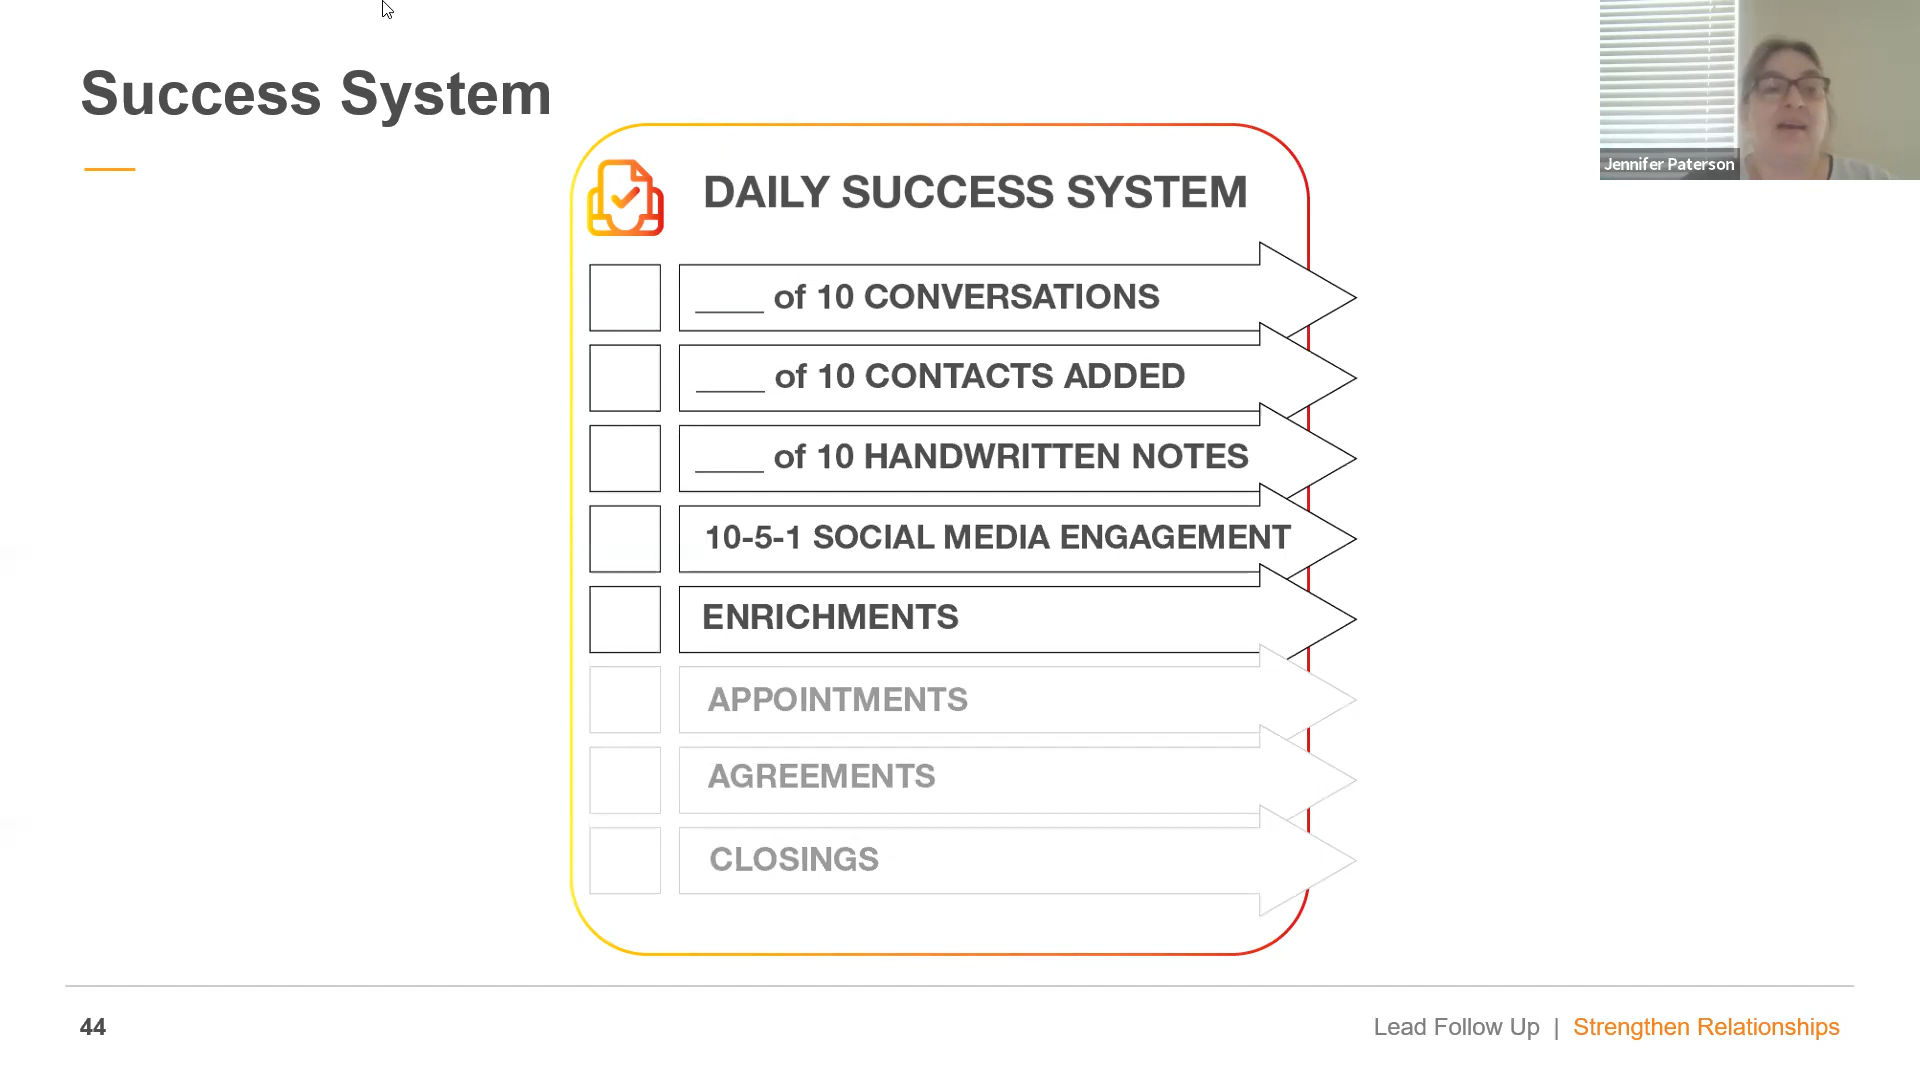 Success System
Jennifer Paterson
DAILY SUCCESS SYSTEM
____ of 10 CONVERSATIONS
____ of 10 CONTACTS ADDED
____ of 10 HANDWRITTEN NOTES
10-5-1 SOCIAL MEDIA ENGAGEMENT
ENRICHMENTS
APPOINTMENTS
AGREEMENTS
CLOSINGS
44
Lead Follow Up | Strengthen Relationships